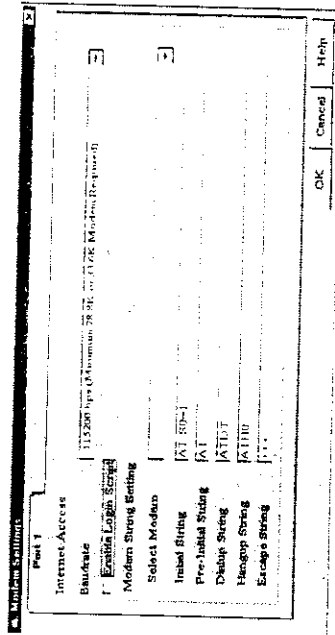 Modem Settings
Port 1
Internet Access
Baudrate 115200 bps (Minimum 28.8K or 33.6K Modem Required)
Enable Login Script
Modem String Setting
Select Modem
Initial String
Pre-Initial String AT
Dialup String ATDT
Hangup String ATH0
Escape String +++
OK Cancel Help